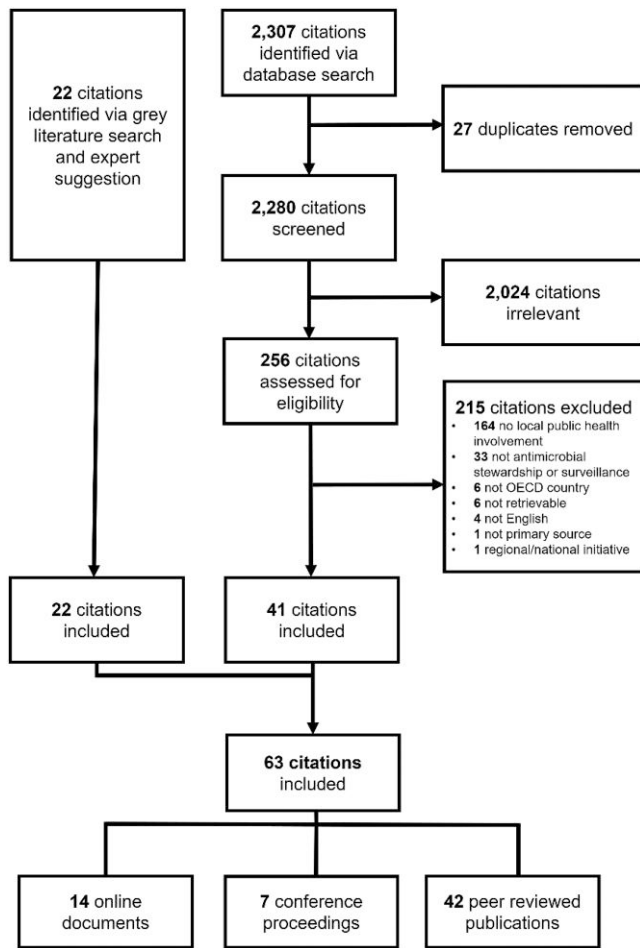 2,307 citations
identified via
database search
22 citations
identified via grey
literature search
and expert
suggestion
27 duplicates removed
2,280 citations
screened
2,024 citations
irrelevant
256 citations
assessed for
eligibility
215 citations excluded
• 164 no local public health
involvement
• 33 not antimicrobial
stewardship or surveillance
• 6 not OECD country
• 6 not retrievable
• 4 not English
• 1 not primary source
• 1 regional/national initiative
22 citations
included
41 citations
included
63 citations
included
14 online
documents
7 conference
proceedings
42 peer reviewed
publications